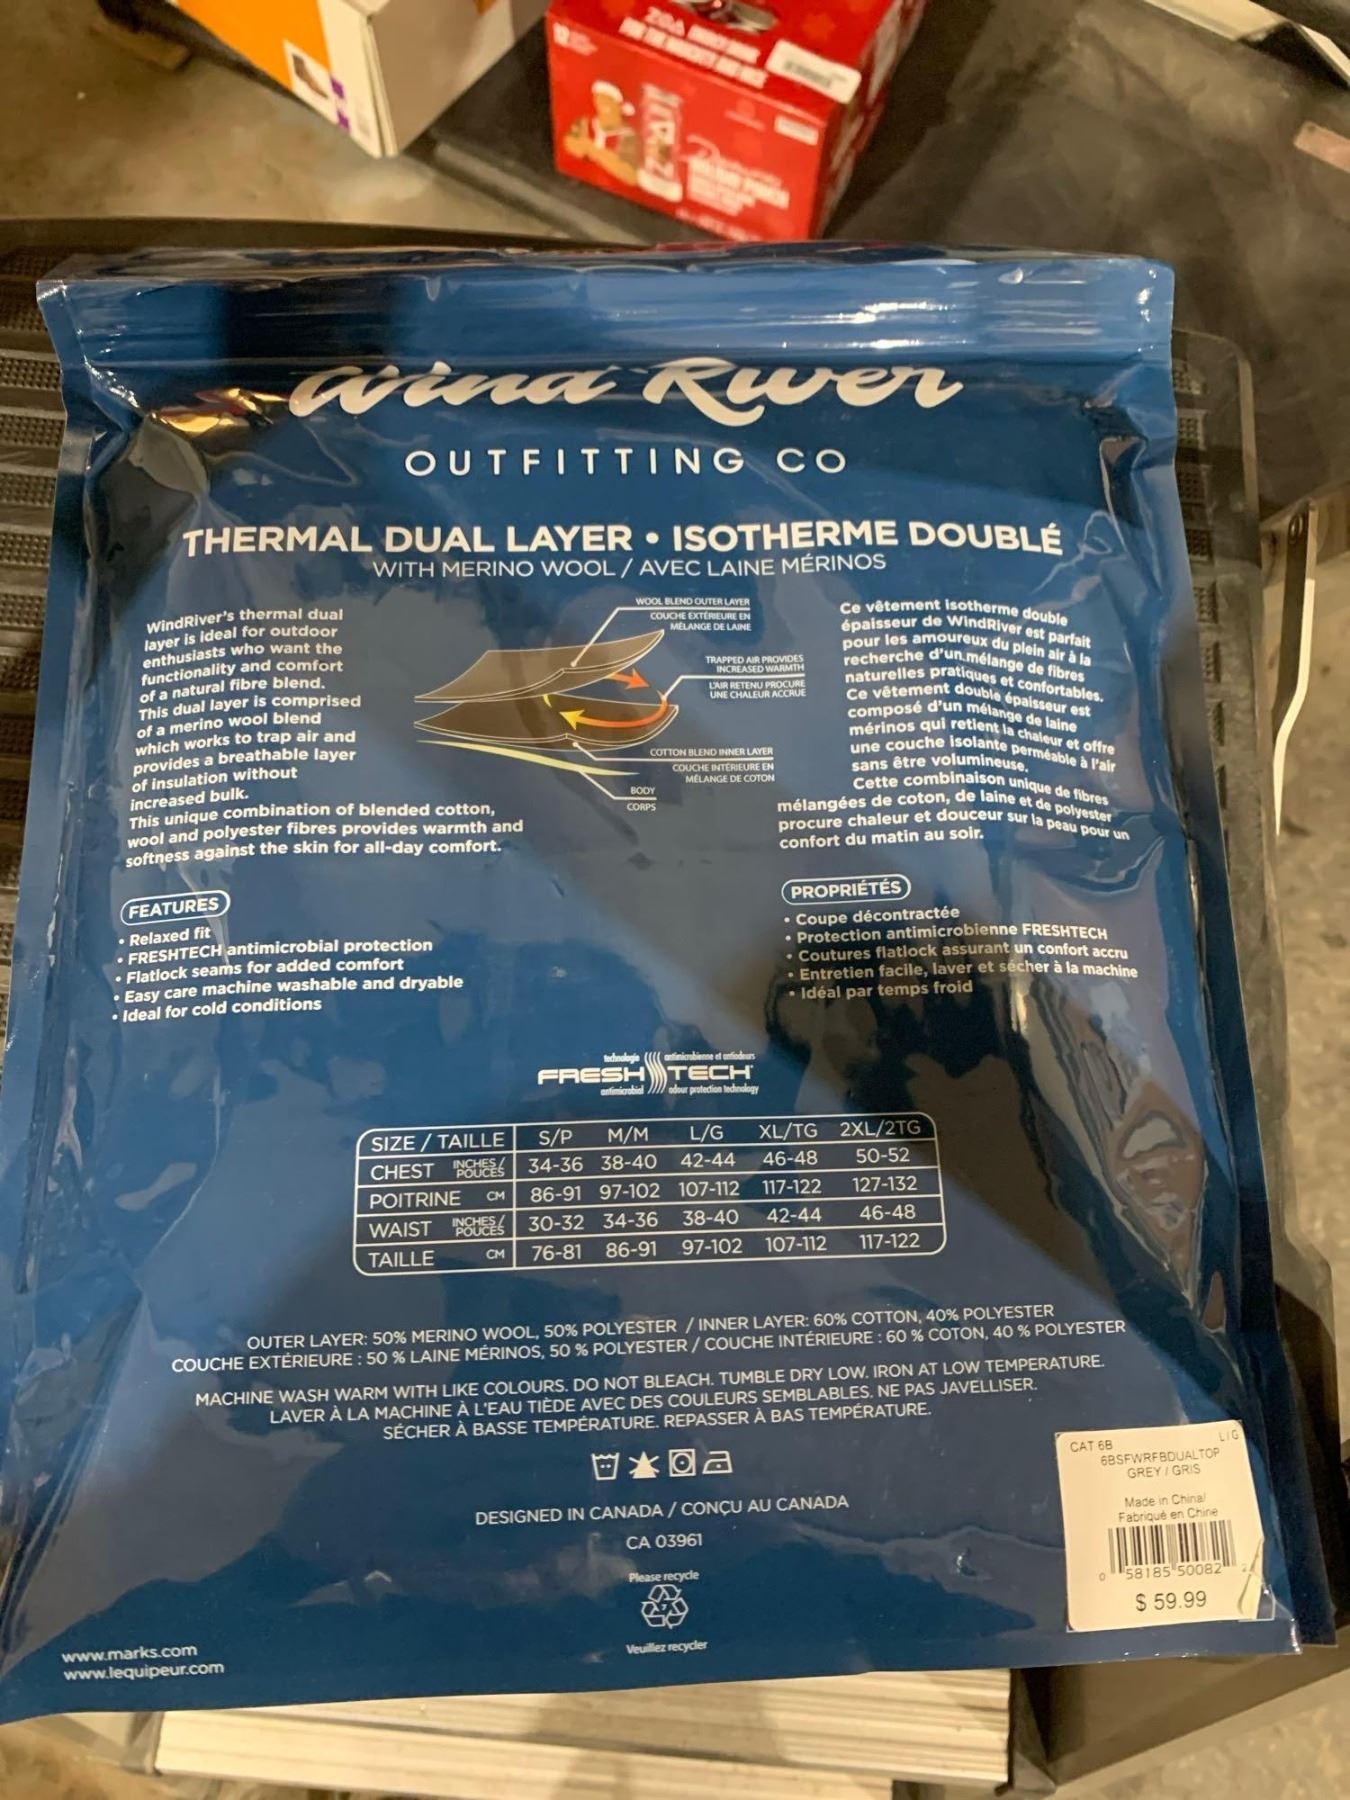 Wind River
OUTFITTING CO
THERMAL DUAL LAYER • ISOTHERME DOUBLÉ
WITH MERINO WOOL / AVEC LAINE MÉRINOS
WindRiver's thermal dual
layer is ideal for outdoor
enthusiasts who want the
functionality and comfort
of a natural fibre blend.
This dual layer is comprised
of a merino wool blend
which works to trap air and
provides a breathable layer
of insulation without
increased bulk.
This unique combination of blended cotton,
wool and polyester fibres provides warmth and
softness against the skin for all-day comfort.
WOOL BLEND OUTER LAYER
COUCHE EXTÉRIEURE EN
MÉLANGE DE LAINE
TRAPPED AIR PROVIDES
INCREASED WARMTH
L'AIR RETENU PROCURE
UNE CHALEUR ACCRUE
COTTON BLEND INNER LAYER
COUCHE INTÉRIEURE EN
MÉLANGE DE COTON
BODY
CORPS
Ce vêtement isotherme double
épaisseur de WindRiver est parfait
pour les amoureux du plein air à la
recherche d'un mélange de fibres
naturelles pratiques et confortables.
Ce vêtement double épaisseur est
composé d'un mélange de laine
mérinos qui retient la chaleur et offre
une couche isolante perméable à l'air
sans être volumineuse.
Cette combinaison unique de fibres
mélangées de coton, de laine et de polyester
procure chaleur et douceur sur la peau pour un
confort du matin au soir.
FEATURES
• Relaxed fit
• FRESHTECH antimicrobial protection
• Flatlock seams for added comfort
• Easy care machine washable and dryable
• Ideal for cold conditions
PROPRIÉTÉS
• Coupe décontractée
• Protection antimicrobienne FRESHTECH
• Coutures flatlock assurant un confort accru
• Entretien facile, laver et sécher à la machine
• Idéal par temps froid
technologie antimicrobienne et antiodeurs
FRESH TECH
antimicrobial odour protection technology
SIZE / TAILLE S/P M/M L/G XL/TG 2XL/2TG
CHEST INCHES/POUCES 34-36 38-40 42-44 46-48 50-52
POITRINE CM 86-91 97-102 107-112 117-122 127-132
WAIST INCHES/POUCES 30-32 34-36 38-40 42-44 46-48
TAILLE CM 76-81 86-91 97-102 107-112 117-122
OUTER LAYER: 50% MERINO WOOL, 50% POLYESTER / INNER LAYER: 60% COTTON, 40% POLYESTER
COUCHE EXTÉRIEURE : 50 % LAINE MÉRINOS, 50 % POLYESTER / COUCHE INTÉRIEURE : 60 % COTON, 40 % POLYESTER
MACHINE WASH WARM WITH LIKE COLOURS. DO NOT BLEACH. TUMBLE DRY LOW. IRON AT LOW TEMPERATURE.
LAVER À LA MACHINE À L'EAU TIÈDE AVEC DES COULEURS SEMBLABLES. NE PAS JAVELLISER.
SÉCHER À BASSE TEMPÉRATURE. REPASSER À BAS TEMPÉRATURE.
DESIGNED IN CANADA / CONÇU AU CANADA
CA 03961
Please recycle
7
Veuillez recycler
www.marks.com
www.lequipeur.com
CAT 6B L/G
6BSFWRFBDUALTOP
GREY / GRIS
Made in China/
Fabriqué en Chine
0 58185 50082 2
$ 59.99